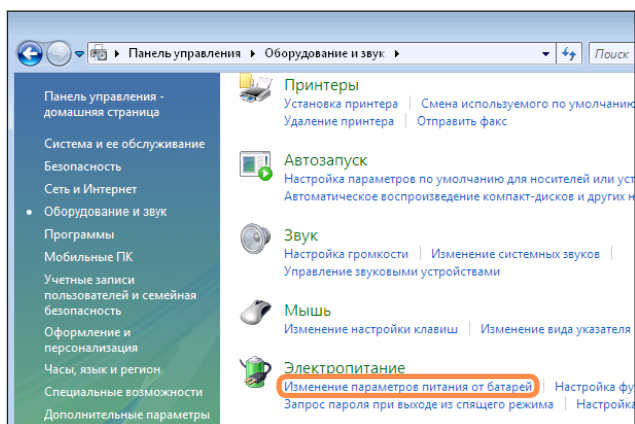 Панель управления ▸ Оборудование и звук ▸
Поиск
Панель управления -
домашняя страница
Система и ее обслуживание
Безопасность
Сеть и Интернет
• Оборудование и звук
Программы
Мобильные ПК
Учетные записи
пользователей и семейная
безопасность
Оформление и
персонализация
Часы, язык и регион
Специальные возможности
Дополнительные параметры
Принтеры
Установка принтера | Смена используемого по умолчанию
Удаление принтера | Отправить факс
Автозапуск
Настройка параметров по умолчанию для носителей или уст
Автоматическое воспроизведение компакт-дисков и других н
Звук
Настройка громкости | Изменение системных звуков |
Управление звуковыми устройствами
Мышь
Изменение настройки клавиш | Изменение вида указателя
Электропитание
Изменение параметров питания от батарей | Настройка фу
Запрос пароля при выходе из спящего режима | Настройка